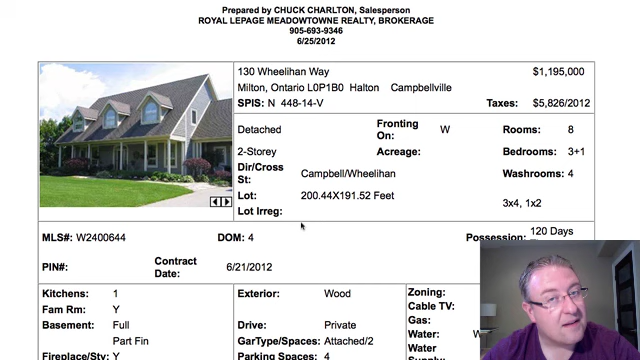 Prepared by CHUCK CHARLTON, Salesperson
ROYAL LEPAGE MEADOWTOWNE REALTY, BROKERAGE
905-693-9346
6/25/2012
130 Wheelihan Way $1,195,000
Milton, Ontario L0P1B0 Halton Campbellville
SPIS: N 448-14-V Taxes: $5,826/2012
Detached Fronting On: W Rooms: 8
2-Storey Acreage: Bedrooms: 3+1
Dir/Cross St: Campbell/Wheelihan Washrooms: 4
Lot: 200.44X191.52 Feet 3x4, 1x2
Lot Irreg:
MLS#: W2400644 DOM: 4 Possession: 120 Days
PIN#: Contract Date: 6/21/2012
Kitchens: 1 Exterior: Wood Zoning:
Fam Rm: Y Cable TV:
Basement: Full Drive: Private Gas:
Part Fin GarType/Spaces: Attached/2 Water: W
Fireplace/Stv: Y Parking Spaces: 4 Water